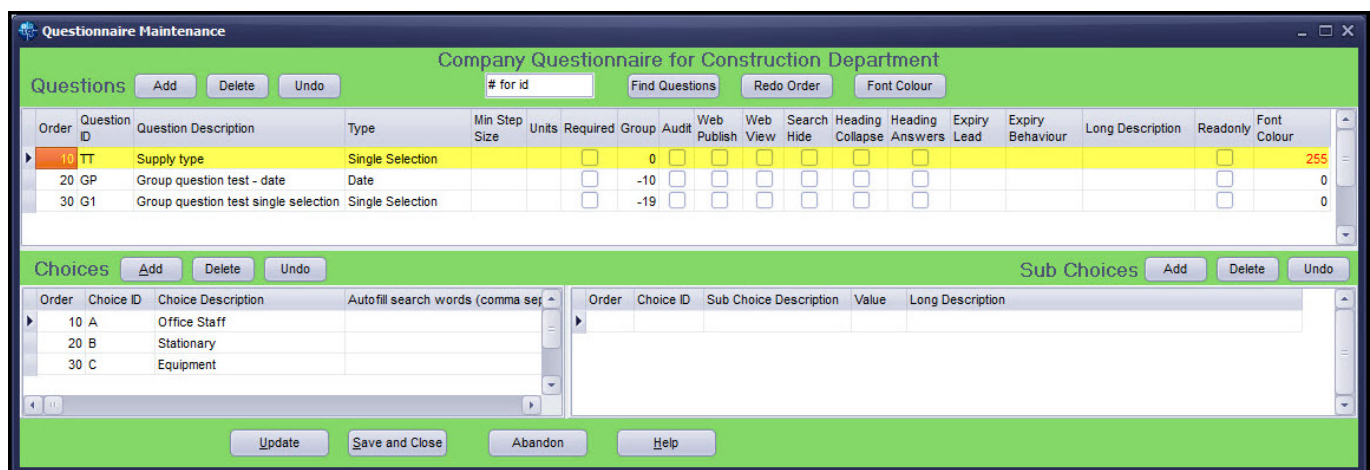 Questionnaire Maintenance
Company Questionnaire for Construction Department
Questions Add Delete Undo # for id Find Questions Redo Order Font Colour
Order Question ID Question Description Type Min Step Size Units Required Group Audit Web Publish Web View Search Hide Heading Collapse Heading Answers Expiry Lead Expiry Behaviour Long Description Readonly Font Colour
10 TT Supply type Single Selection 0 255
20 GP Group question test - date Date -10 0
30 G1 Group question test single selection Single Selection -19 0
Choices Add Delete Undo Sub Choices Add Delete Undo
Order Choice ID Choice Description Autofill search words (comma sep Order Choice ID Sub Choice Description Value Long Description
10 A Office Staff
20 B Stationary
30 C Equipment
Update Save and Close Abandon Help